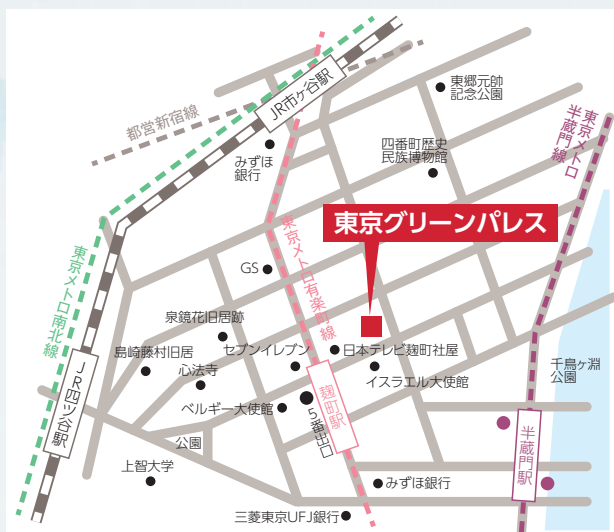 JR市ヶ谷駅
東郷元帥
記念公園
都営新宿線
東京メトロ
半蔵門線
みずほ
銀行
四番町歴史
民族博物館
東京グリーンパレス
東京メトロ有楽町線
東京メトロ南北線
GS
泉鏡花旧居跡
島崎藤村旧居
セブンイレブン
日本テレビ麹町社屋
千鳥ヶ淵
公園
心法寺
イスラエル大使館
JR四ツ谷駅
ベルギー大使館
麹町駅
5番出口
半蔵門駅
公園
上智大学
みずほ銀行
三菱東京UFJ銀行